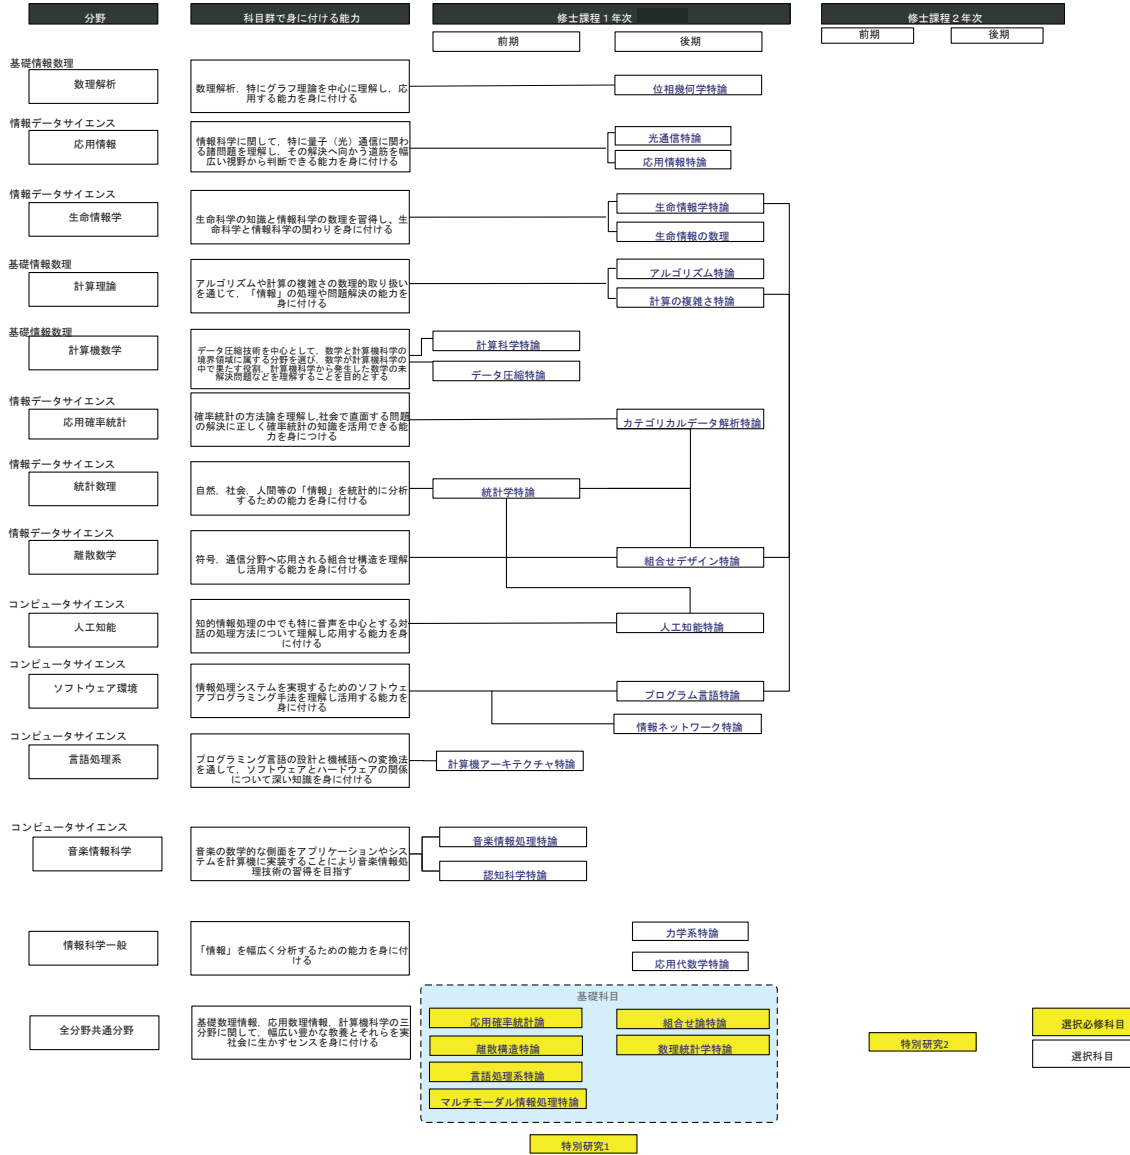 分野
科目群で身に付ける能力
修士課程1年次
修士課程2年次
前期
後期
前期
後期
基礎情報数理
数理解析
数理解析，特にグラフ理論を中心に理解し，応
用する能力を身に付ける
位相幾何学特論
情報データサイエンス
応用情報
情報科学に関して，特に量子（光）通信に関わ
る諸問題を理解し，その解決へ向かう道筋を幅
広い視野から判断できる能力を身に付ける
光通信特論
応用情報特論
情報データサイエンス
生命情報学
生命科学の知識と情報科学の数理を習得し、生
命科学と情報科学の関わりを身に付ける
生命情報学特論
生命情報の数理
基礎情報数理
計算理論
アルゴリズムや計算の複雑さの数理的取り扱い
を通じて，「情報」の処理や問題解決の能力を
身に付ける
アルゴリズム特論
計算の複雑さ特論
基礎情報数理
計算機数学
データ圧縮技術を中心として，数学と計算機科学の
境界領域に属する分野を選び，数学が計算機科学の
中で果たす役割，計算機科学から発生した数学の未
解決問題などを理解することを目的とする
計算科学特論
データ圧縮特論
情報データサイエンス
応用確率統計
確率統計の方法論を理解し,社会で直面する問題
の解決に正しく確率統計の知識を活用できる能
力を身につける
カテゴリカルデータ解析特論
情報データサイエンス
統計数理
自然，社会，人間等の「情報」を統計的に分析
するための能力を身に付ける
統計学特論
情報データサイエンス
離散数学
符号，通信分野へ応用される組合せ構造を理解
し活用する能力を身に付ける
組合せデザイン特論
コンピュータサイエンス
人工知能
知的情報処理の中でも特に音声を中心とする対
話の処理方法について理解し応用する能力を身
に付ける
人工知能特論
コンピュータサイエンス
ソフトウェア環境
情報処理システムを実現するためのソフトウェ
アプログラミング手法を理解し活用する能力を
身に付ける
プログラム言語特論
情報ネットワーク特論
コンピュータサイエンス
言語処理系
プログラミング言語の設計と機械語への変換法
を通して，ソフトウェアとハードウェアの関係
について深い知識を身に付ける
計算機アーキテクチャ特論
コンピュータサイエンス
音楽情報科学
音楽の数学的な側面をアプリケーションやシス
テムを計算機に実装することにより音楽情報処
理技術の習得を目指す
音楽情報処理特論
認知科学特論
情報科学一般
「情報」を幅広く分析するための能力を身に付
ける
力学系特論
応用代数学特論
基礎科目
全分野共通分野
基礎数理情報，応用数理情報，計算機科学の三
分野に関して，幅広い豊かな教養とそれらを実
社会に生かすセンスを身に付ける
応用確率統計論
組合せ論特論
離散構造特論
数理統計学特論
言語処理系特論
マルチモーダル情報処理特論
特別研究2
選択必修科目
選択科目
特別研究1